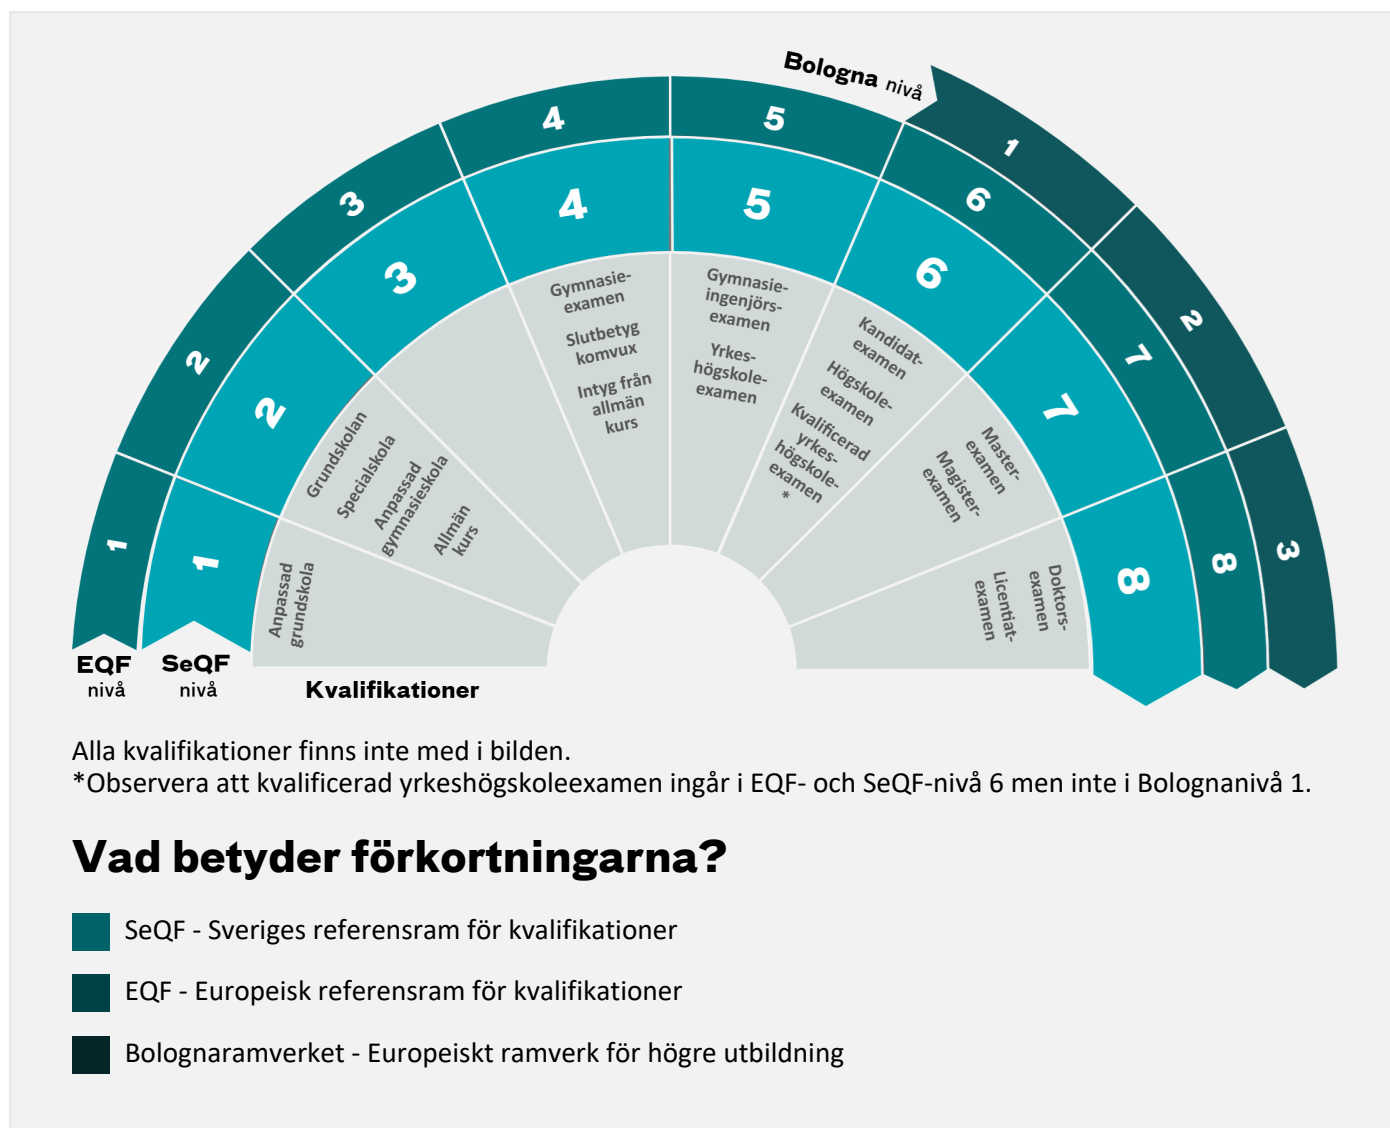 Bologna nivå
1
2
3
1
2
3
4
5
6
7
8
1
2
3
4
5
6
7
8
Anpassad
grundskola
Grundskolan
Specialskola
Anpassad
gymnasieskola
Allmän
kurs
Gymnasie-
examen
Slutbetyg
komvux
Intyg från
allmän
kurs
Gymnasie-
ingenjörs-
examen
Yrkes-
högskole-
examen
Kandidat-
examen
Högskole-
examen
Kvalificerad
yrkes-
högskole-
examen
*
Master-
examen
Magister-
examen
Doktors-
examen
Licentiat-
examen
EQF
nivå
SeQF
nivå
Kvalifikationer
Alla kvalifikationer finns inte med i bilden.
*Observera att kvalificerad yrkeshögskoleexamen ingår i EQF- och SeQF-nivå 6 men inte i Bolognanivå 1.
Vad betyder förkortningarna?
SeQF - Sveriges referensram för kvalifikationer
EQF - Europeisk referensram för kvalifikationer
Bolognaramverket - Europeiskt ramverk för högre utbildning